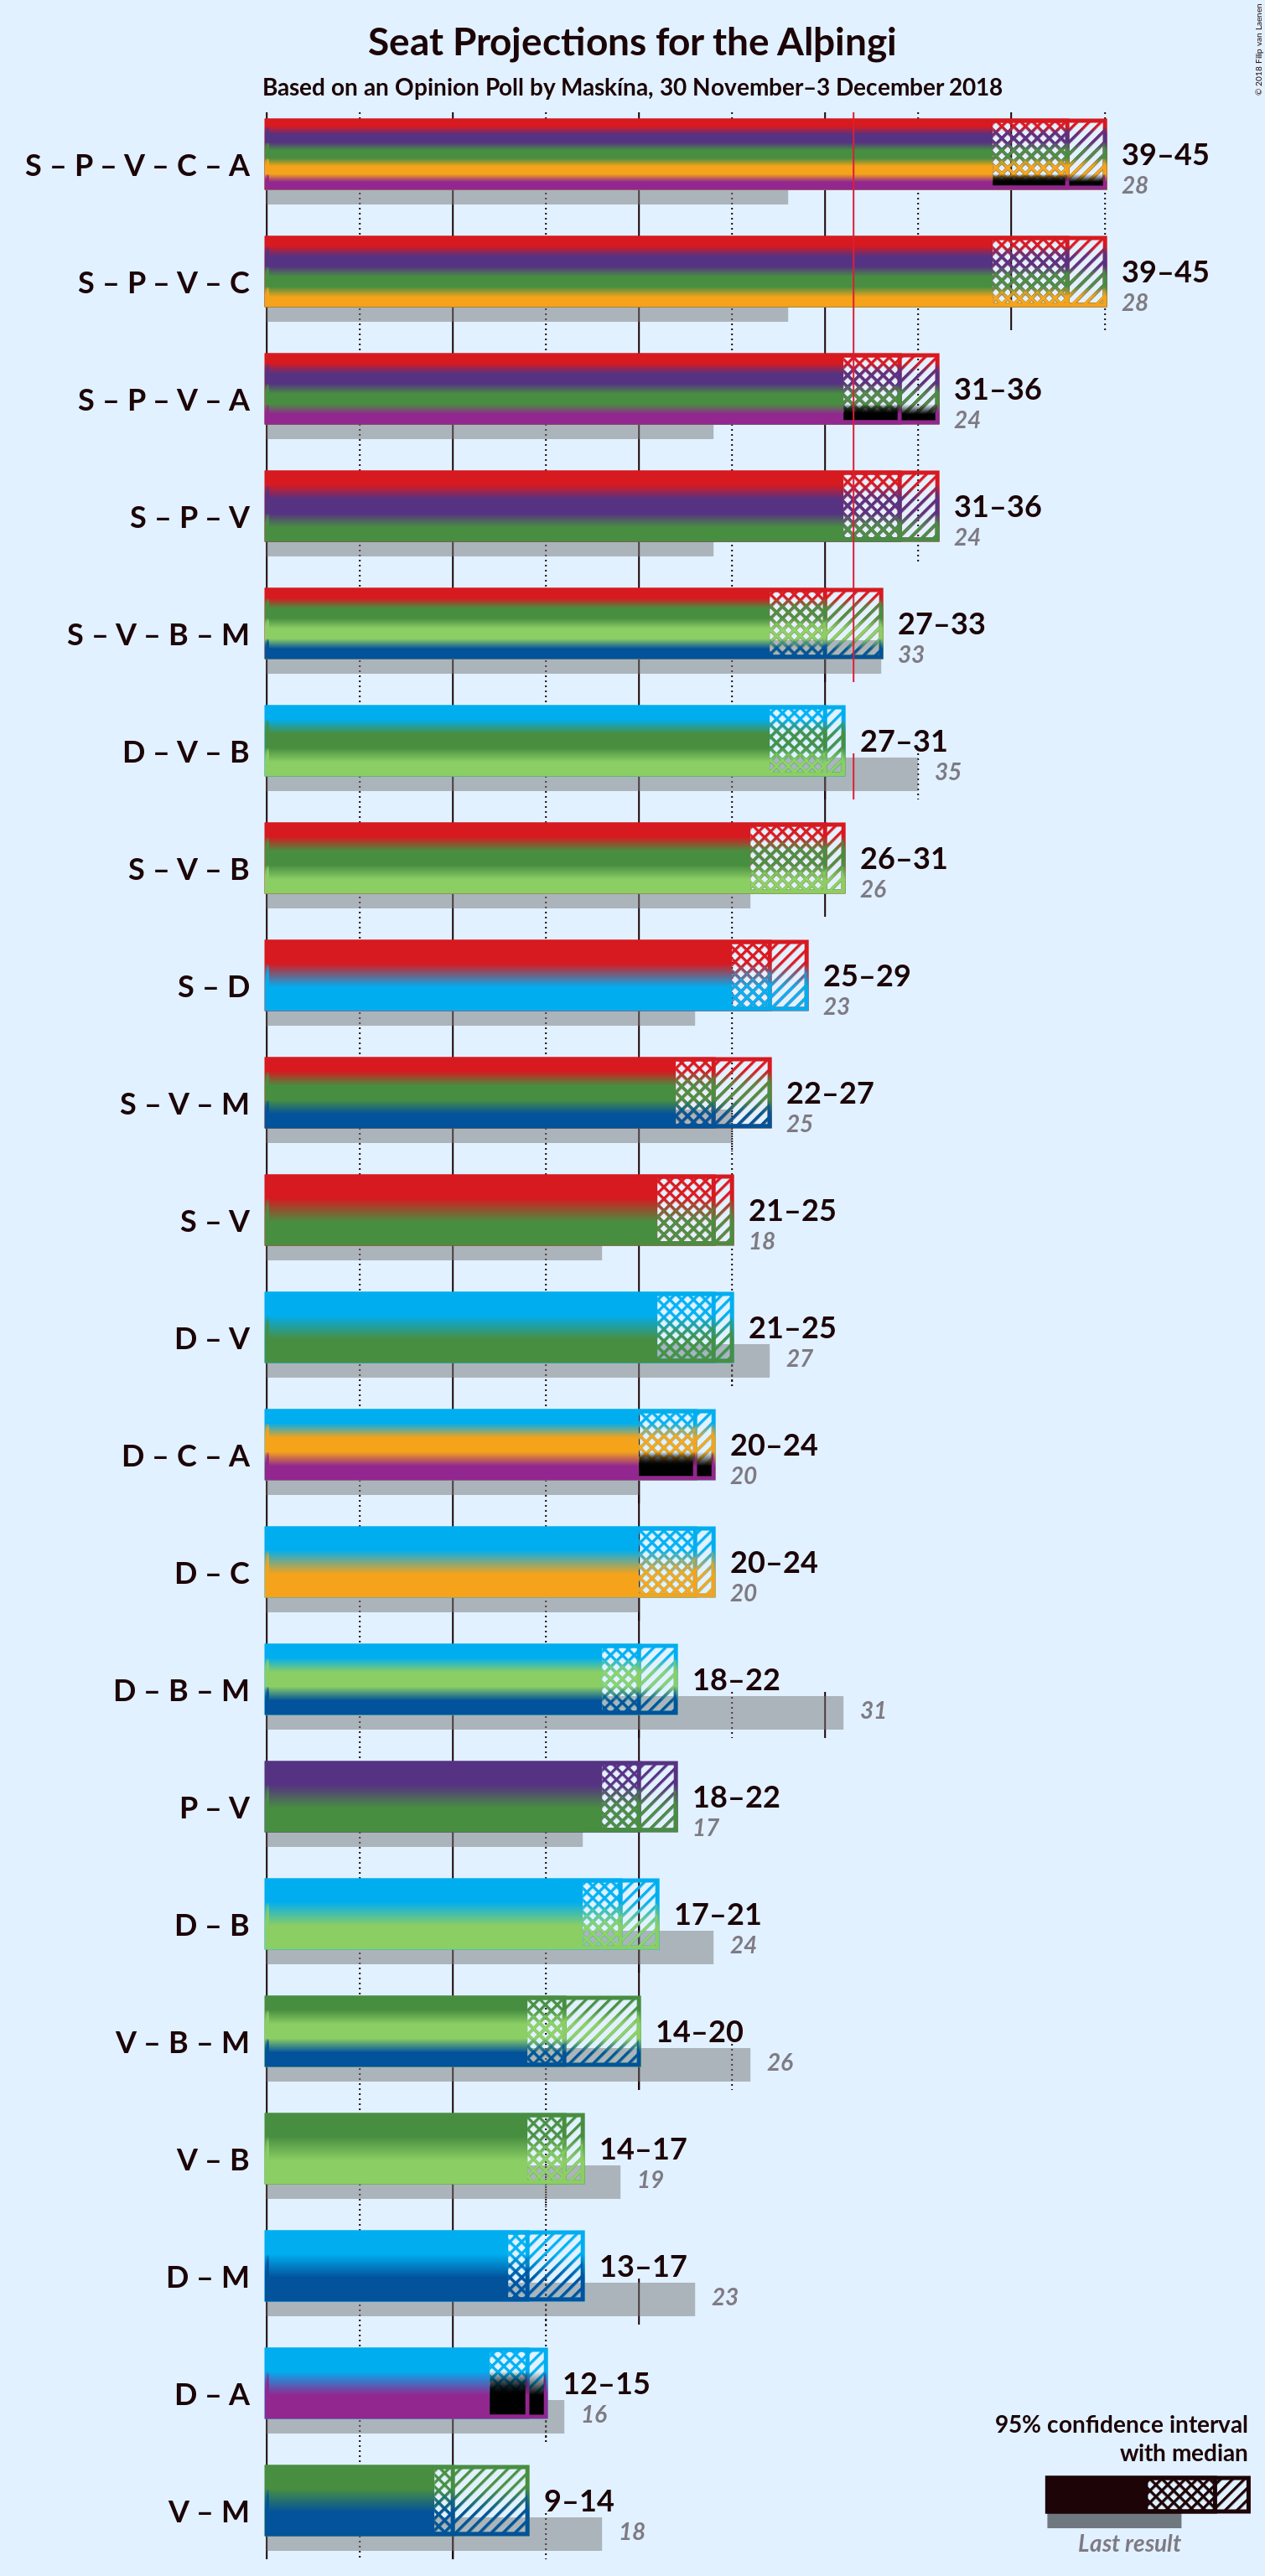 Seat Projections for the Alþingi
Based on an Opinion Poll by Maskína, 30 November–3 December 2018
© 2018 Filip van Laenen
S – P – V – C – A
39–45
28
S – P – V – C
39–45
28
S – P – V – A
31–36
24
S – P – V
31–36
24
S – V – B – M
27–33
33
D – V – B
27–31
35
S – V – B
26–31
26
S – D
25–29
23
S – V – M
22–27
25
S – V
21–25
18
D – V
21–25
27
D – C – A
20–24
20
D – C
20–24
20
D – B – M
18–22
31
P – V
18–22
17
D – B
17–21
24
V – B – M
14–20
26
V – B
14–17
19
D – M
13–17
23
D – A
12–15
16
V – M
9–14
18
95% confidence interval
with median
Last result